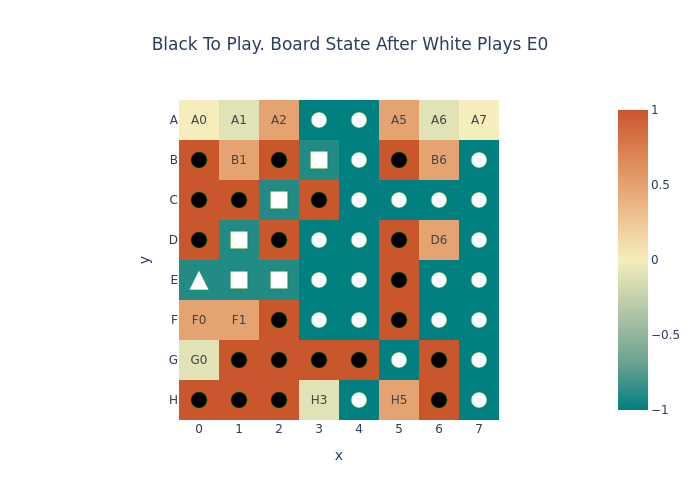 Black To Play. Board State After White Plays E0
A A0 A1 A2 A5 A6 A7
B B1 B6
C
D D6
E
F F0 F1
G G0
H H3 H5
0 1 2 3 4 5 6 7
x
y
1
0.5
0
−0.5
−1